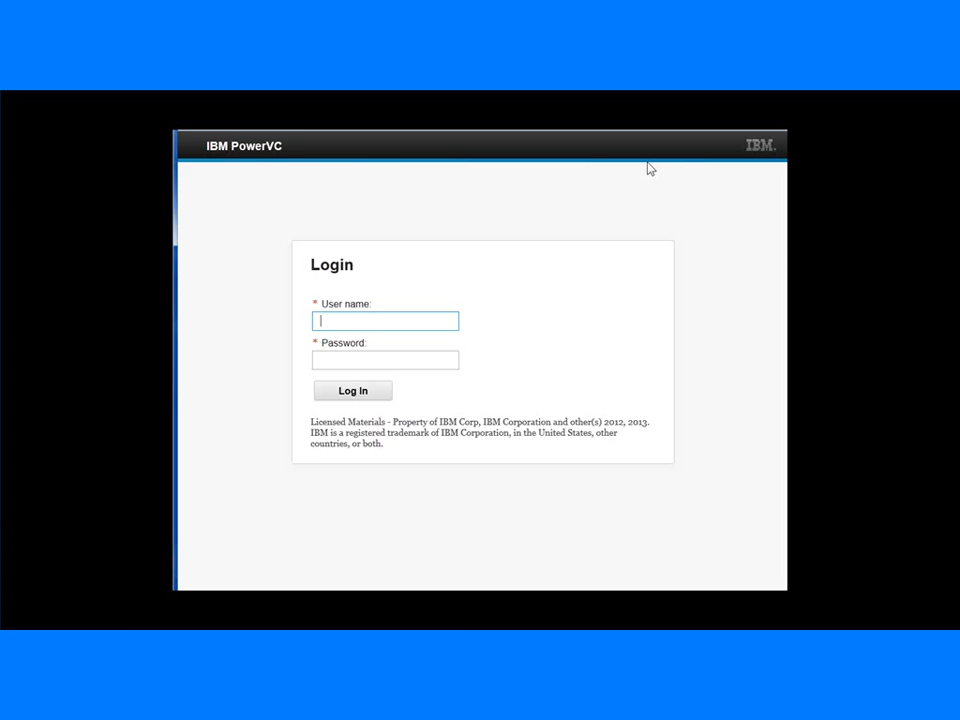 IBM PowerVC
IBM.
Login
* User name:
* Password:
Log In
Licensed Materials - Property of IBM Corp, IBM Corporation and other(s) 2012, 2013.
IBM is a registered trademark of IBM Corporation, in the United States, other
countries, or both.